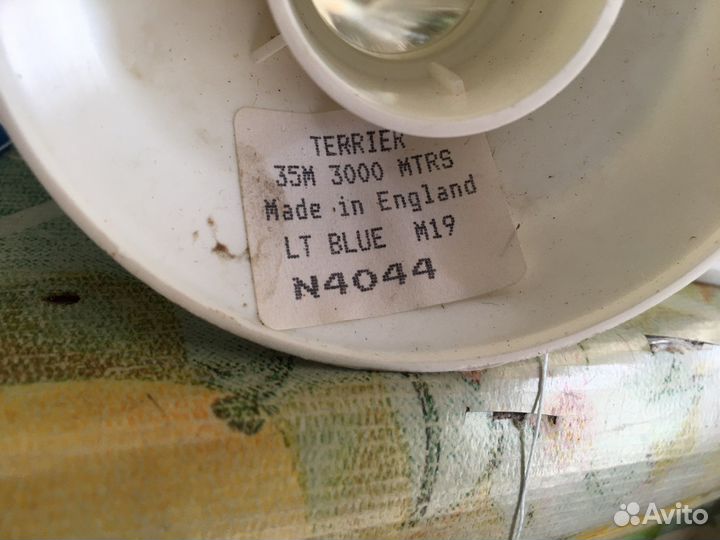 TERRIER
35M 3000 MTRS
Made in England
LT BLUE M19
N4044
Avito